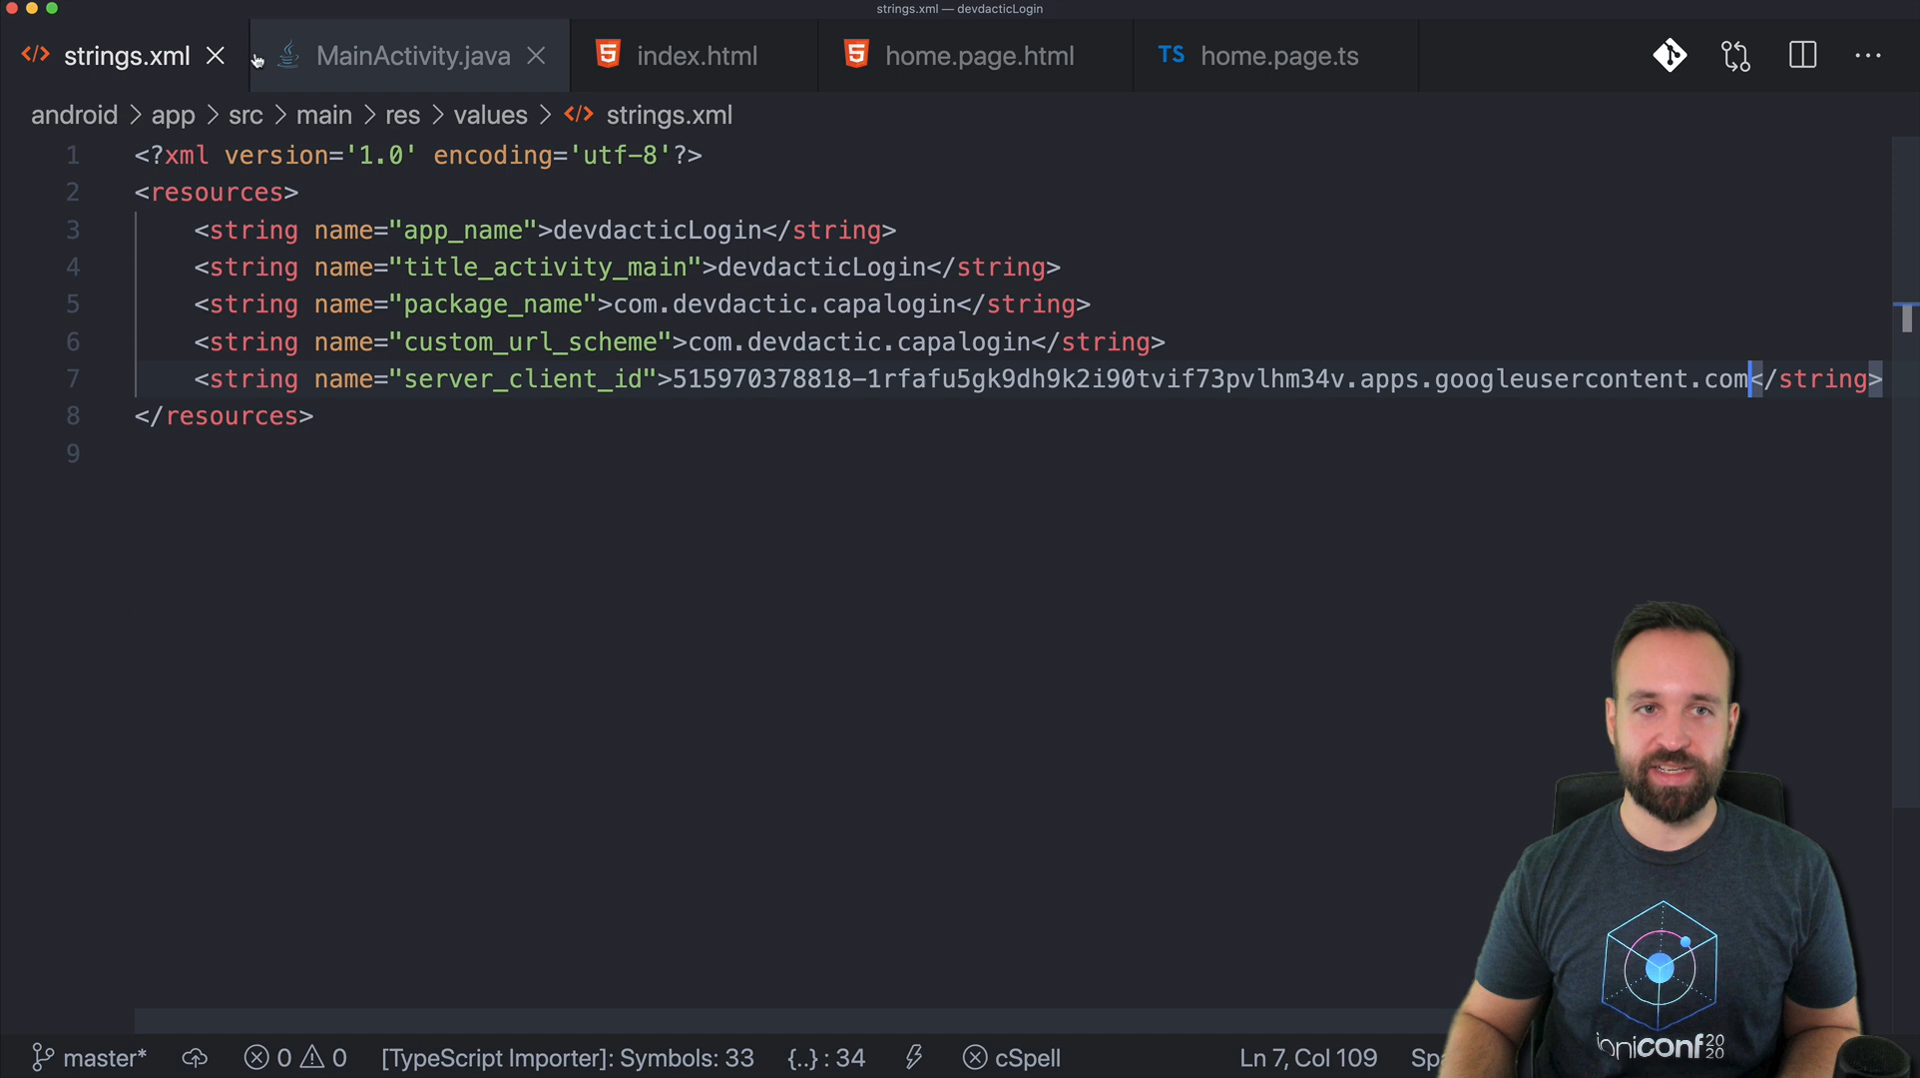 strings.xml — devdacticLogin
strings.xml MainActivity.java index.html home.page.html TS home.page.ts
android > app > src > main > res > values > strings.xml
1 <?xml version='1.0' encoding='utf-8'?>
2 <resources>
3 <string name="app_name">devdacticLogin</string>
4 <string name="title_activity_main">devdacticLogin</string>
5 <string name="package_name">com.devdactic.capalogin</string>
6 <string name="custom_url_scheme">com.devdactic.capalogin</string>
7 <string name="server_client_id">515970378818-1rfafu5gk9dh9k2i90tvif73pvlhm34v.apps.googleusercontent.com</string>
8 </resources>
9
ioniconf 2020
master* 0 0 [TypeScript Importer]: Symbols: 33 {..} : 34 cSpell Ln 7, Col 109